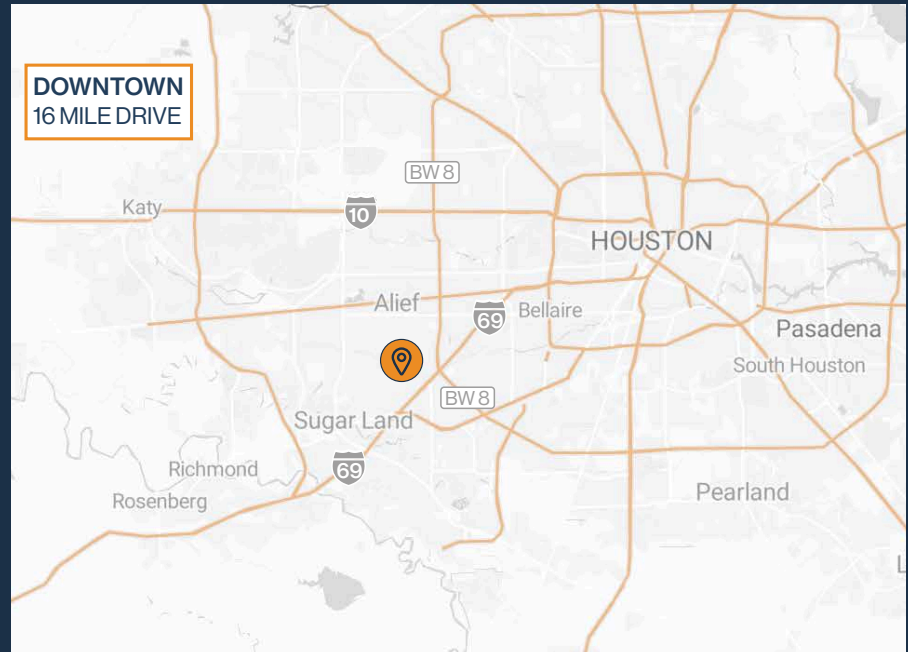 DOWNTOWN
16 MILE DRIVE
BW 8
Katy
10
HOUSTON
Alief
69
Bellaire
Pasadena
South Houston
BW 8
Sugar Land
69
Richmond
Rosenberg
Pearland
L